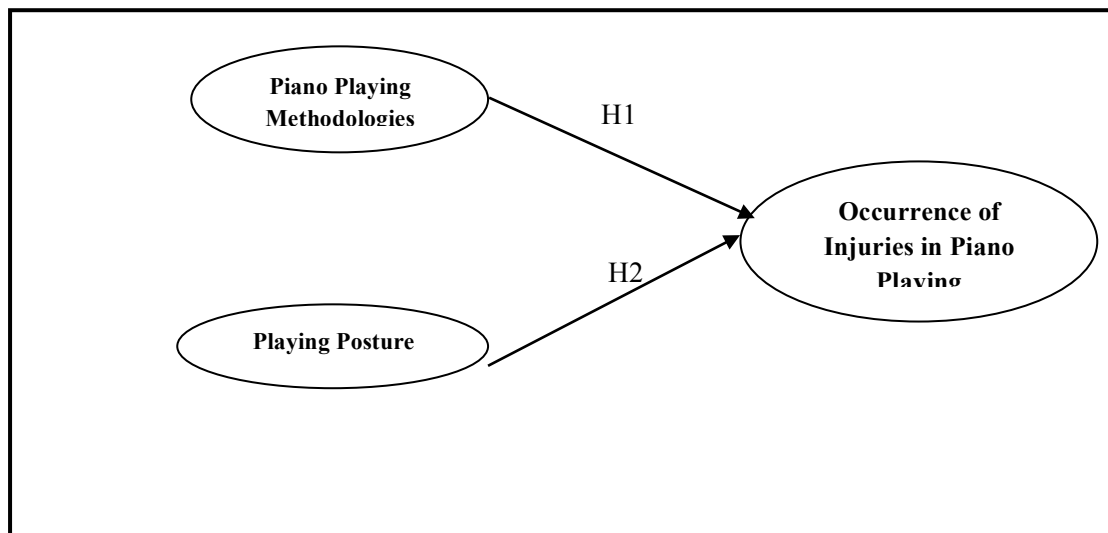 Piano Playing
Methodologies
H1
Occurrence of
Injuries in Piano
Playing
H2
Playing Posture